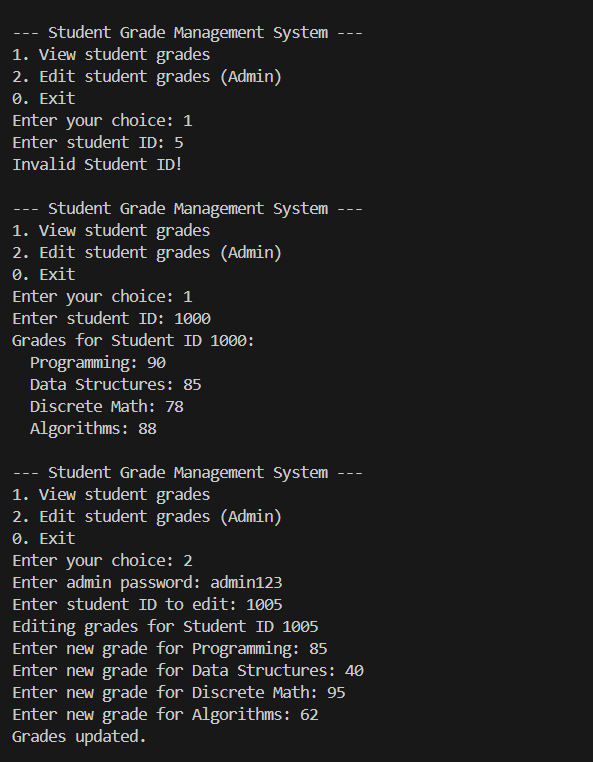 --- Student Grade Management System ---
1. View student grades
2. Edit student grades (Admin)
0. Exit
Enter your choice: 1
Enter student ID: 5
Invalid Student ID!

--- Student Grade Management System ---
1. View student grades
2. Edit student grades (Admin)
0. Exit
Enter your choice: 1
Enter student ID: 1000
Grades for Student ID 1000:
  Programming: 90
  Data Structures: 85
  Discrete Math: 78
  Algorithms: 88

--- Student Grade Management System ---
1. View student grades
2. Edit student grades (Admin)
0. Exit
Enter your choice: 2
Enter admin password: admin123
Enter student ID to edit: 1005
Editing grades for Student ID 1005
Enter new grade for Programming: 85
Enter new grade for Data Structures: 40
Enter new grade for Discrete Math: 95
Enter new grade for Algorithms: 62
Grades updated.